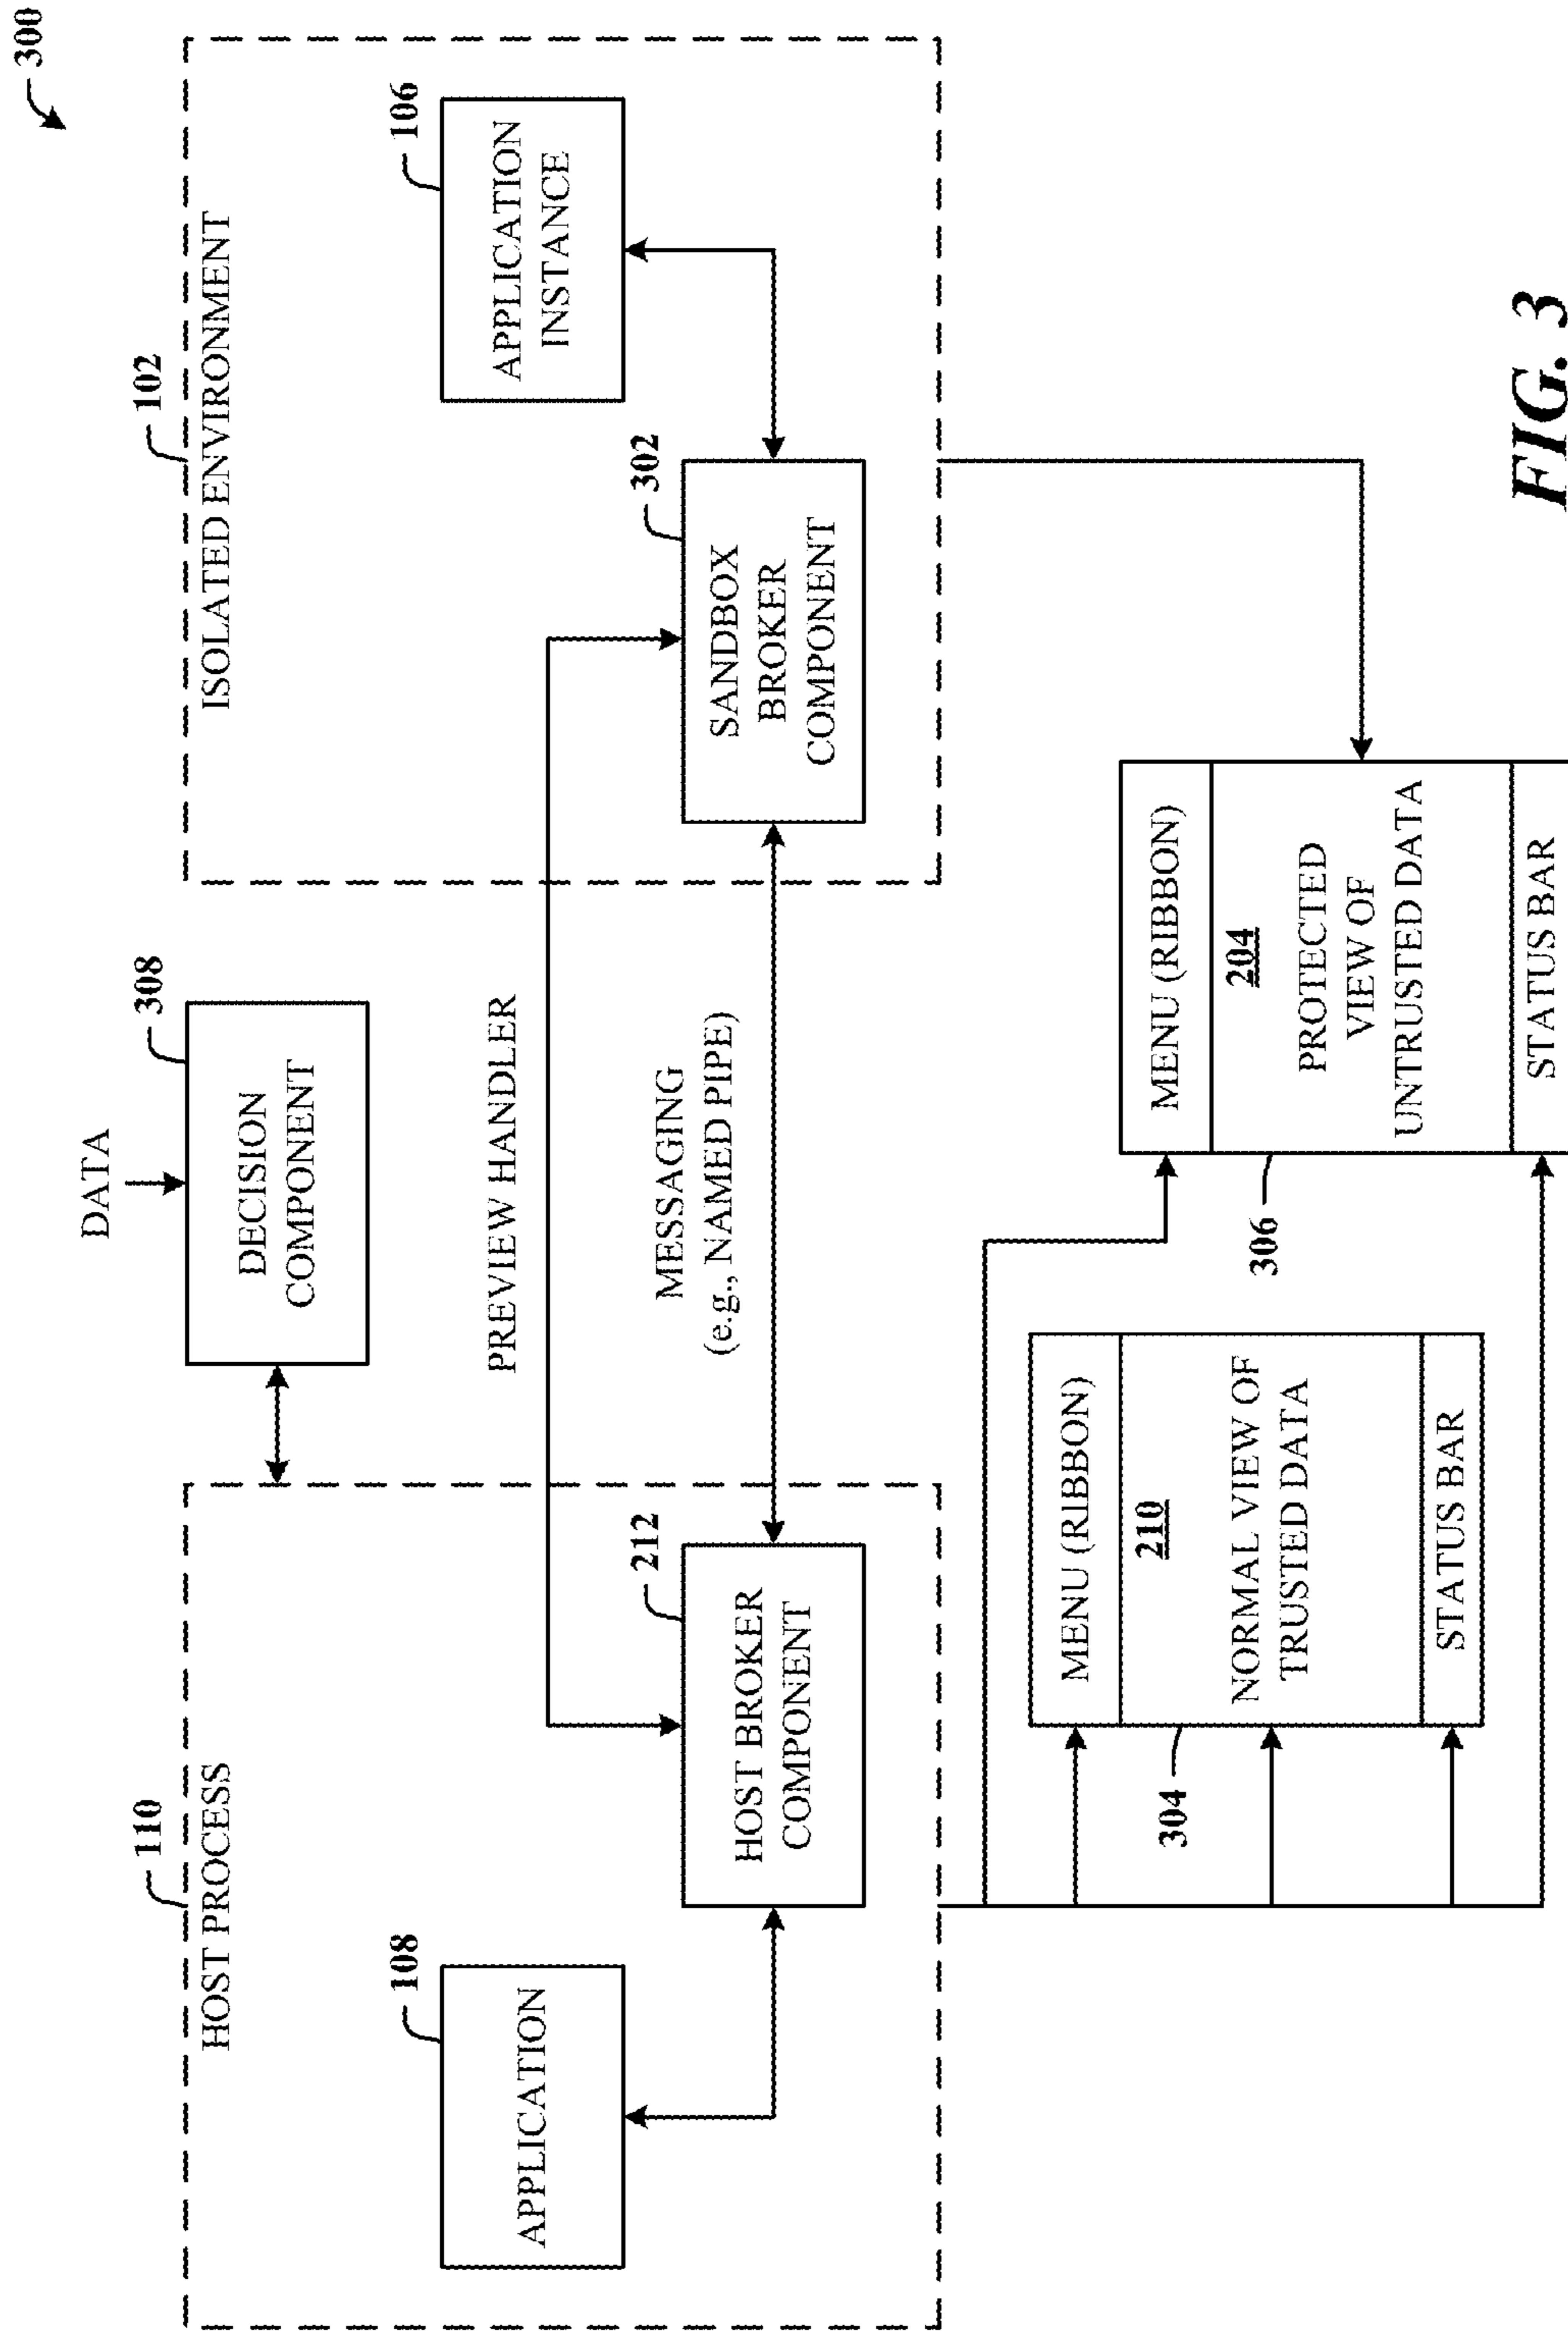 300
DATA
110
HOST PROCESS
308
DECISION
COMPONENT
102
ISOLATED ENVIRONMENT
108
APPLICATION
106
APPLICATION
INSTANCE
PREVIEW HANDLER
212
HOST BROKER
COMPONENT
MESSAGING
(e.g., NAMED PIPE)
302
SANDBOX
BROKER
COMPONENT
304
MENU (RIBBON)
210
NORMAL VIEW OF
TRUSTED DATA
STATUS BAR
306
MENU (RIBBON)
204
PROTECTED
VIEW OF
UNTRUSTED DATA
STATUS BAR
FIG. 3